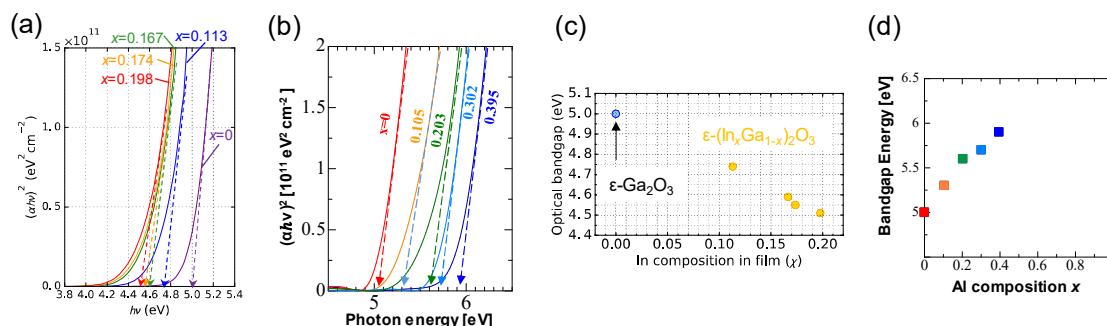 (a)
1e11
1.5
1.0
0.5
0.0
(αhν)² (eV² cm⁻²)
x=0.167
x=0.113
x=0.174
x=0.198
x=0
3.8 4.0 4.2 4.4 4.6 4.8 5.0 5.2 5.4
hν (eV)
(b)
2
1.5
1
0.5
0
(αhν)² [10¹¹ eV² cm⁻²]
x=0
0.105
0.203
0.302
0.395
5 6
Photon energy [eV]
(c)
5.1
5.0
4.9
4.8
4.7
4.6
4.5
4.4
Optical bandgap (eV)
ε-(InₓGa₁₋ₓ)₂O₃
ε-Ga₂O₃
0.00 0.05 0.10 0.15 0.20
In composition in film (χ)
(d)
6.5
6
5.5
5
Bandgap Energy [eV]
0 0.2 0.4 0.6 0.8
Al composition x